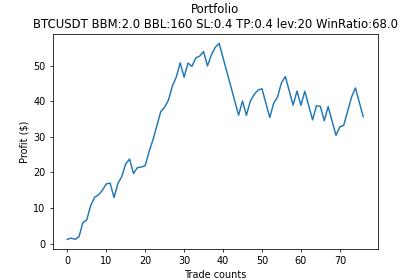 Portfolio
BTCUSDT BBM:2.0 BBL:160 SL:0.4 TP:0.4 lev:20 WinRatio:68.0
50
40
30
20
10
0
Profit ($)
0 10 20 30 40 50 60 70
Trade counts